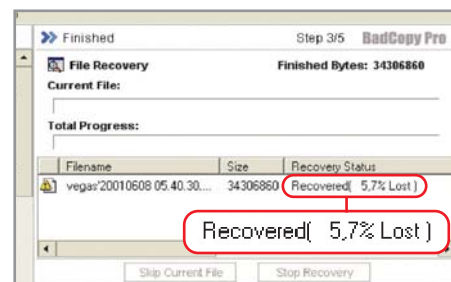 Finished Step 3/5 BadCopy Pro
File Recovery Finished Bytes: 34306860
Current File:
Total Progress:
Filename Size Recovery Status
vegas'20010608 05.40.30.... 34306860 Recovered( 5,7% Lost )
Recovered( 5,7% Lost )
Skip Current File Stop Recovery